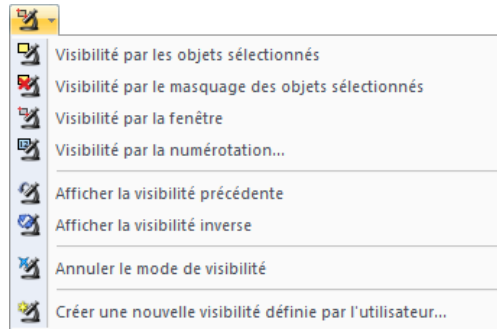 Visibilité par les objets sélectionnés
Visibilité par le masquage des objets sélectionnés
Visibilité par la fenêtre
Visibilité par la numérotation...
Afficher la visibilité précédente
Afficher la visibilité inverse
Annuler le mode de visibilité
Créer une nouvelle visibilité définie par l'utilisateur...